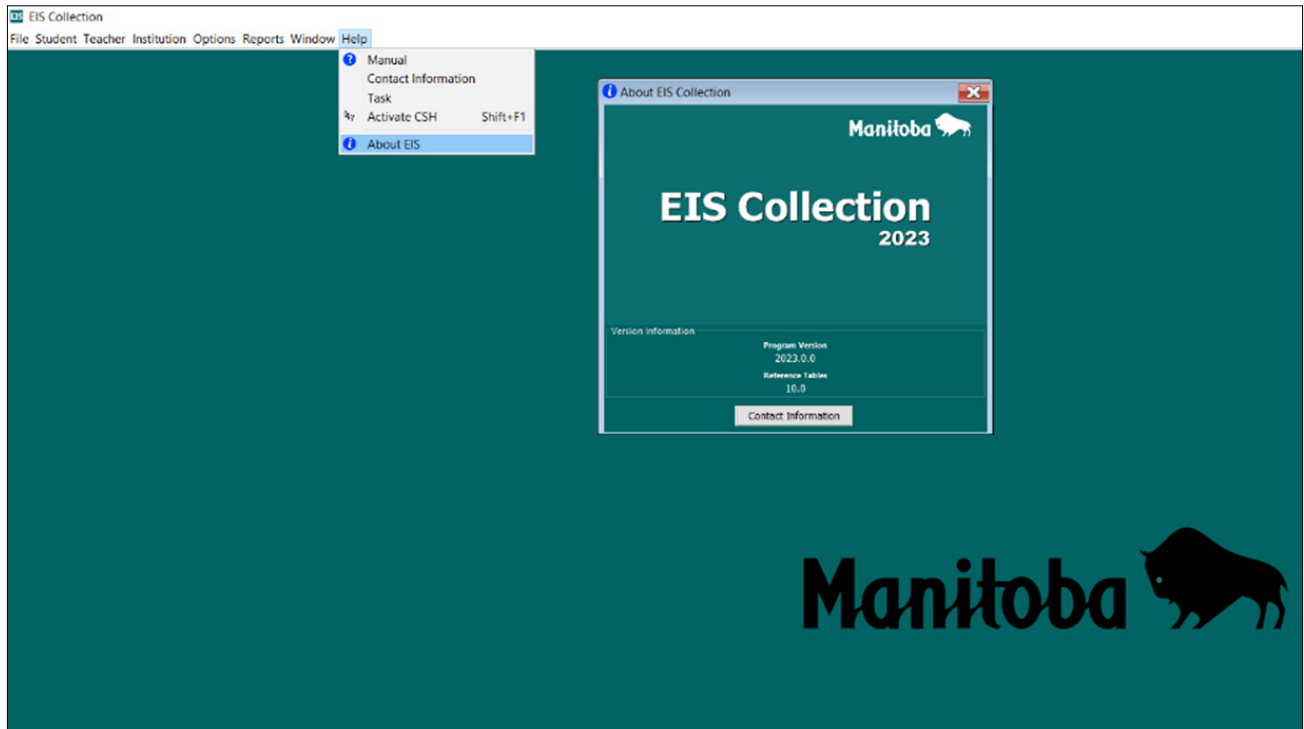 EIS EIS Collection
File Student Teacher Institution Options Reports Window Help
Manual
Contact Information
Task
Activate CSH Shift+F1
About EIS
About EIS Collection
Manitoba
EIS Collection
2023
Version Information
Program Version
2023.0.0
Reference Tables
10.0
Contact Information
Manitoba